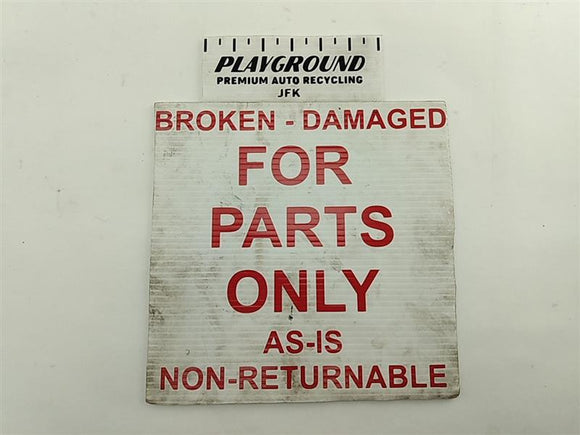 PLAYGROUND
PREMIUM AUTO RECYCLING
JFK
BROKEN - DAMAGED
FOR
PARTS
ONLY
AS-IS
NON-RETURNABLE